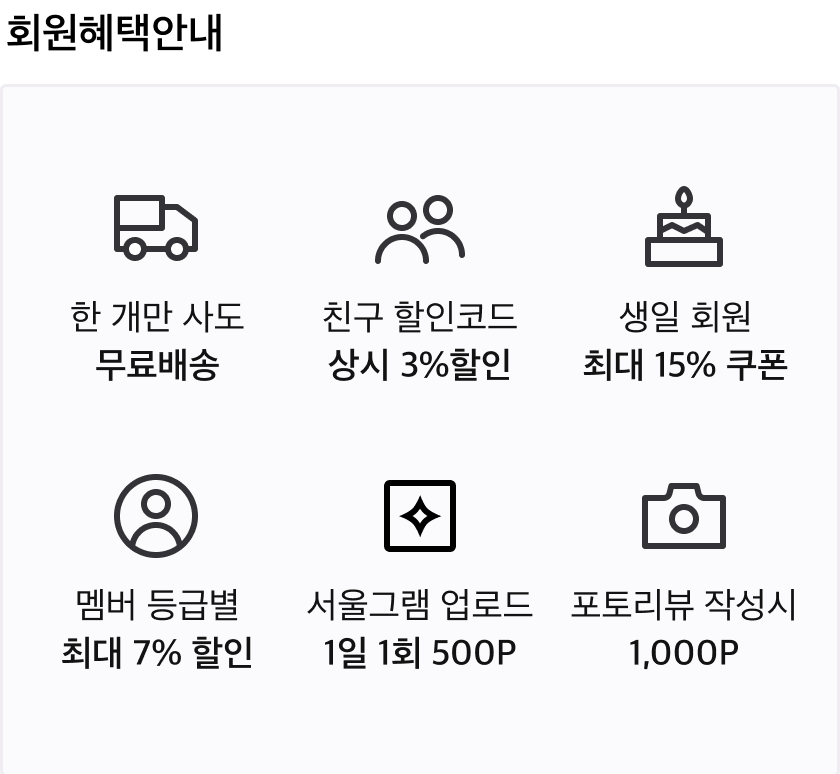 회원혜택안내
한 개만 사도
무료배송
친구 할인코드
상시 3%할인
생일 회원
최대 15% 쿠폰
멤버 등급별
최대 7% 할인
서울그램 업로드
1일 1회 500P
포토리뷰 작성시
1,000P